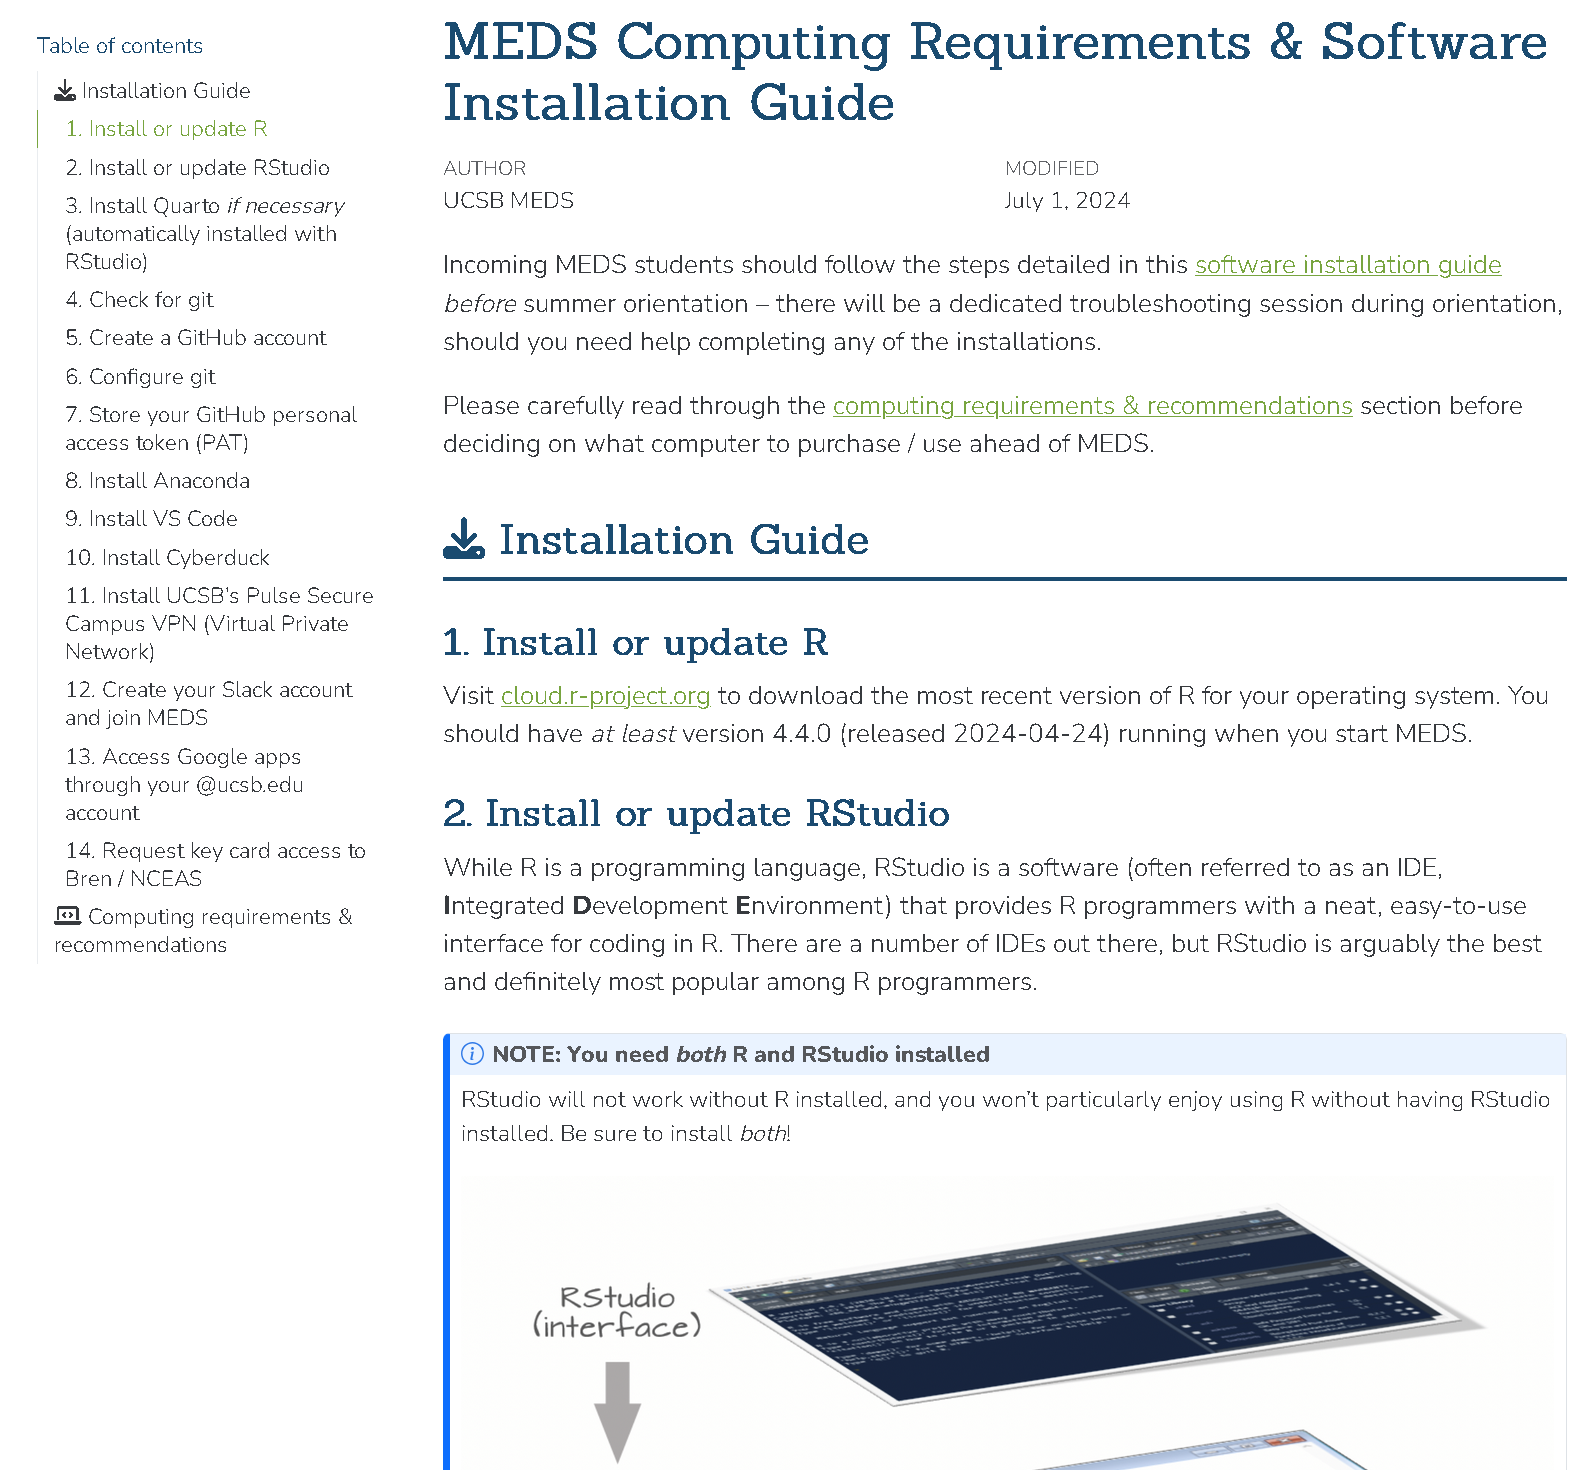 Table of contents
Installation Guide
1. Install or update R
2. Install or update RStudio
3. Install Quarto if necessary
(automatically installed with
RStudio)
4. Check for git
5. Create a GitHub account
6. Configure git
7. Store your GitHub personal
access token (PAT)
8. Install Anaconda
9. Install VS Code
10. Install Cyberduck
11. Install UCSB’s Pulse Secure
Campus VPN (Virtual Private
Network)
12. Create your Slack account
and join MEDS
13. Access Google apps
through your @ucsb.edu
account
14. Request key card access to
Bren / NCEAS
Computing requirements &
recommendations
MEDS Computing Requirements & Software
Installation Guide
AUTHOR
UCSB MEDS
MODIFIED
July 1, 2024
Incoming MEDS students should follow the steps detailed in this software installation guide
before summer orientation – there will be a dedicated troubleshooting session during orientation,
should you need help completing any of the installations.
Please carefully read through the computing requirements & recommendations section before
deciding on what computer to purchase / use ahead of MEDS.
Installation Guide
1. Install or update R
Visit cloud.r-project.org to download the most recent version of R for your operating system. You
should have at least version 4.4.0 (released 2024-04-24) running when you start MEDS.
2. Install or update RStudio
While R is a programming language, RStudio is a software (often referred to as an IDE,
Integrated Development Environment) that provides R programmers with a neat, easy-to-use
interface for coding in R. There are a number of IDEs out there, but RStudio is arguably the best
and definitely most popular among R programmers.
NOTE: You need both R and RStudio installed
RStudio will not work without R installed, and you won’t particularly enjoy using R without having RStudio
installed. Be sure to install both!
RStudio
(interface)